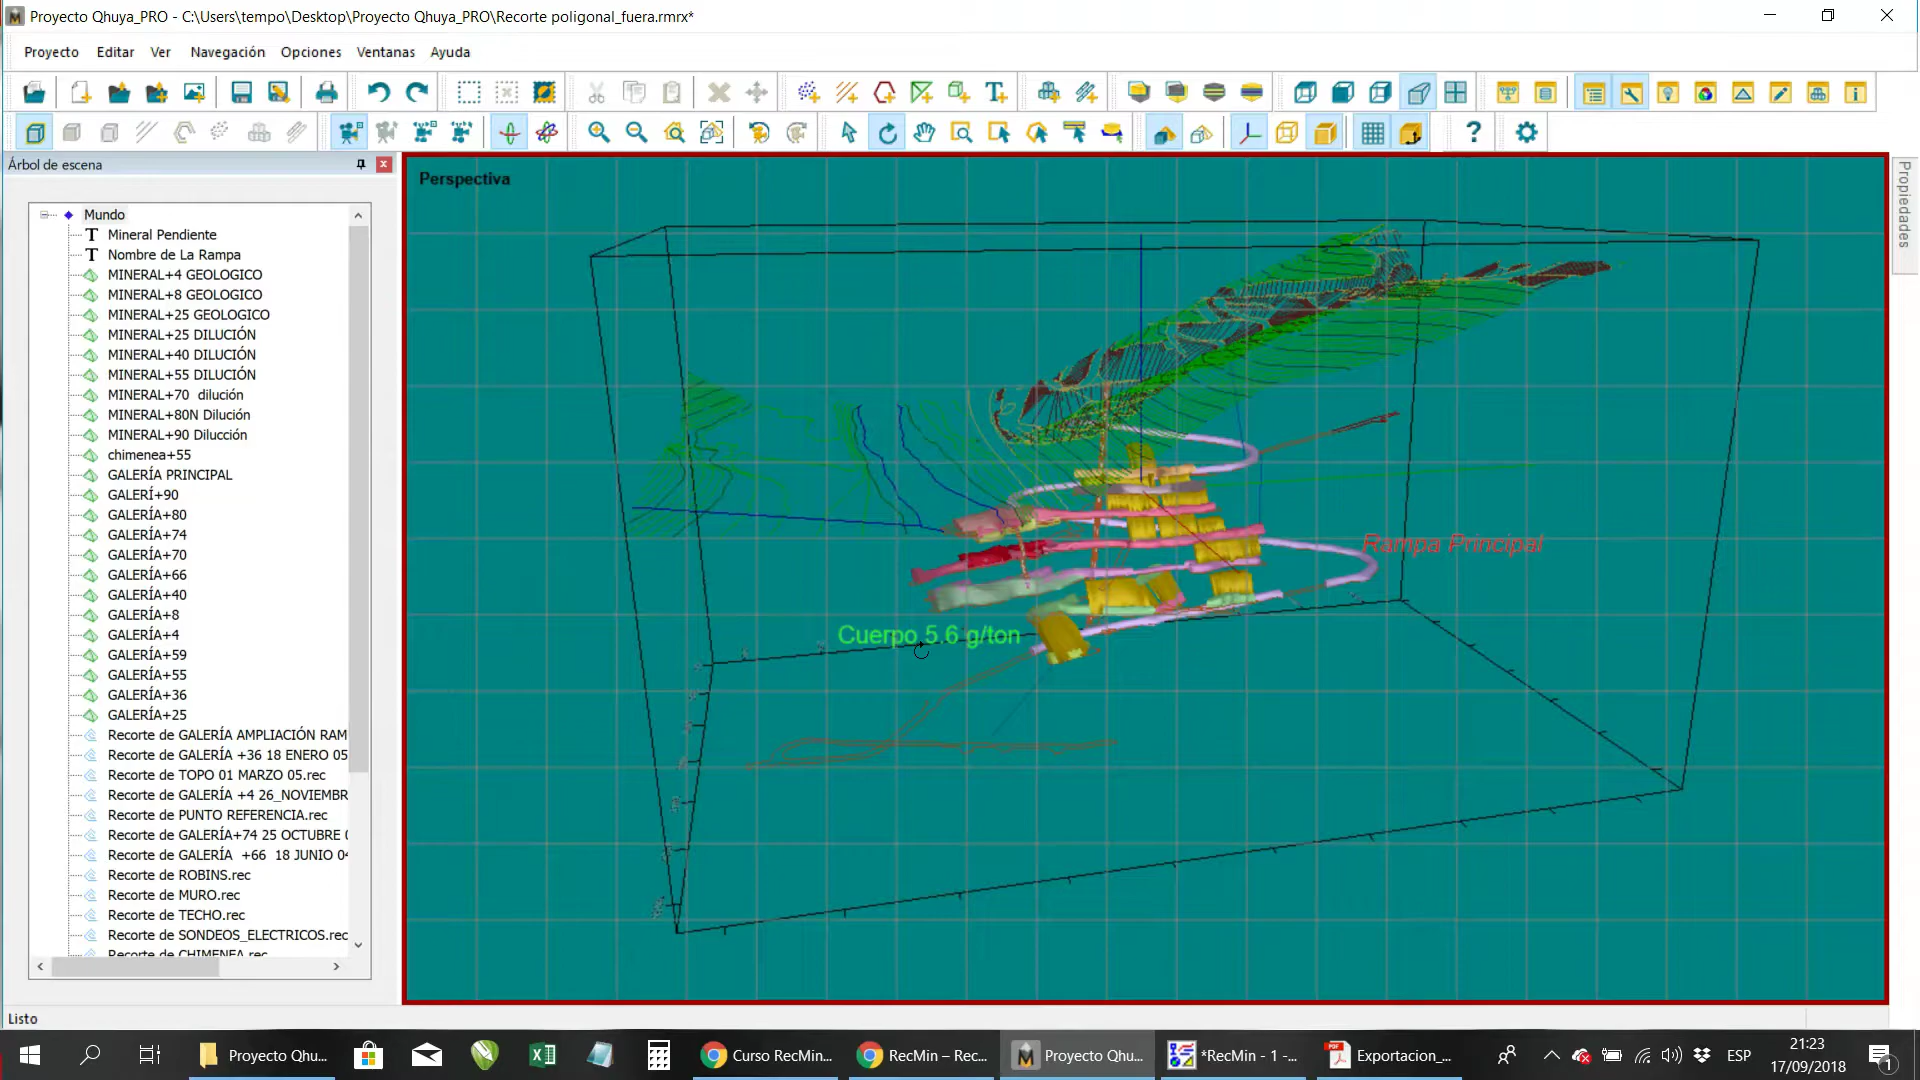 Proyecto Qhuya_PRO - C:\Users\tempo\Desktop\Proyecto Qhuya_PRO\Recorte poligonal_fuera.rmrx*
Proyecto Editar Ver Navegación Opciones Ventanas Ayuda
Árbol de escena
Mundo
Mineral Pendiente
Nombre de La Rampa
MINERAL+4 GEOLOGICO
MINERAL+8 GEOLOGICO
MINERAL+25 GEOLOGICO
MINERAL+25 DILUCIÓN
MINERAL+40 DILUCIÓN
MINERAL+55 DILUCIÓN
MINERAL+70 dilución
MINERAL+80N Dilución
MINERAL+90 Dilucción
chimenea+55
GALERÍA PRINCIPAL
GALERÍ+90
GALERÍA+80
GALERÍA+74
GALERÍA+70
GALERÍA+66
GALERÍA+40
GALERÍA+8
GALERÍA+4
GALERÍA+59
GALERÍA+55
GALERÍA+36
GALERÍA+25
Recorte de GALERÍA AMPLIACIÓN RAM
Recorte de GALERÍA +36 18 ENERO 05
Recorte de TOPO 01 MARZO 05.rec
Recorte de GALERÍA +4 26_NOVIEMBR
Recorte de PUNTO REFERENCIA.rec
Recorte de GALERÍA+74 25 OCTUBRE 0
Recorte de GALERÍA +66 18 JUNIO 04
Recorte de ROBINS.rec
Recorte de MURO.rec
Recorte de TECHO.rec
Recorte de SONDEOS_ELECTRICOS.rec
Recorte de CHIMENEA.rec
Perspectiva
Rampa Principal
Cuerpo 5.6 g/ton
Propiedades
Listo
Proyecto Qhu...
Curso RecMin...
RecMin – Rec...
Proyecto Qhu...
*RecMin - 1 -...
Exportacion_...
ESP
21:23
17/09/2018
1